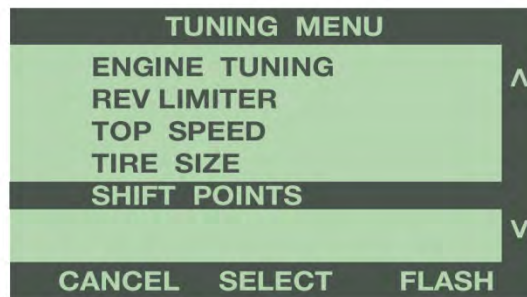 TUNING MENU
ENGINE TUNING
REV LIMITER
TOP SPEED
TIRE SIZE
SHIFT POINTS
CANCEL SELECT FLASH